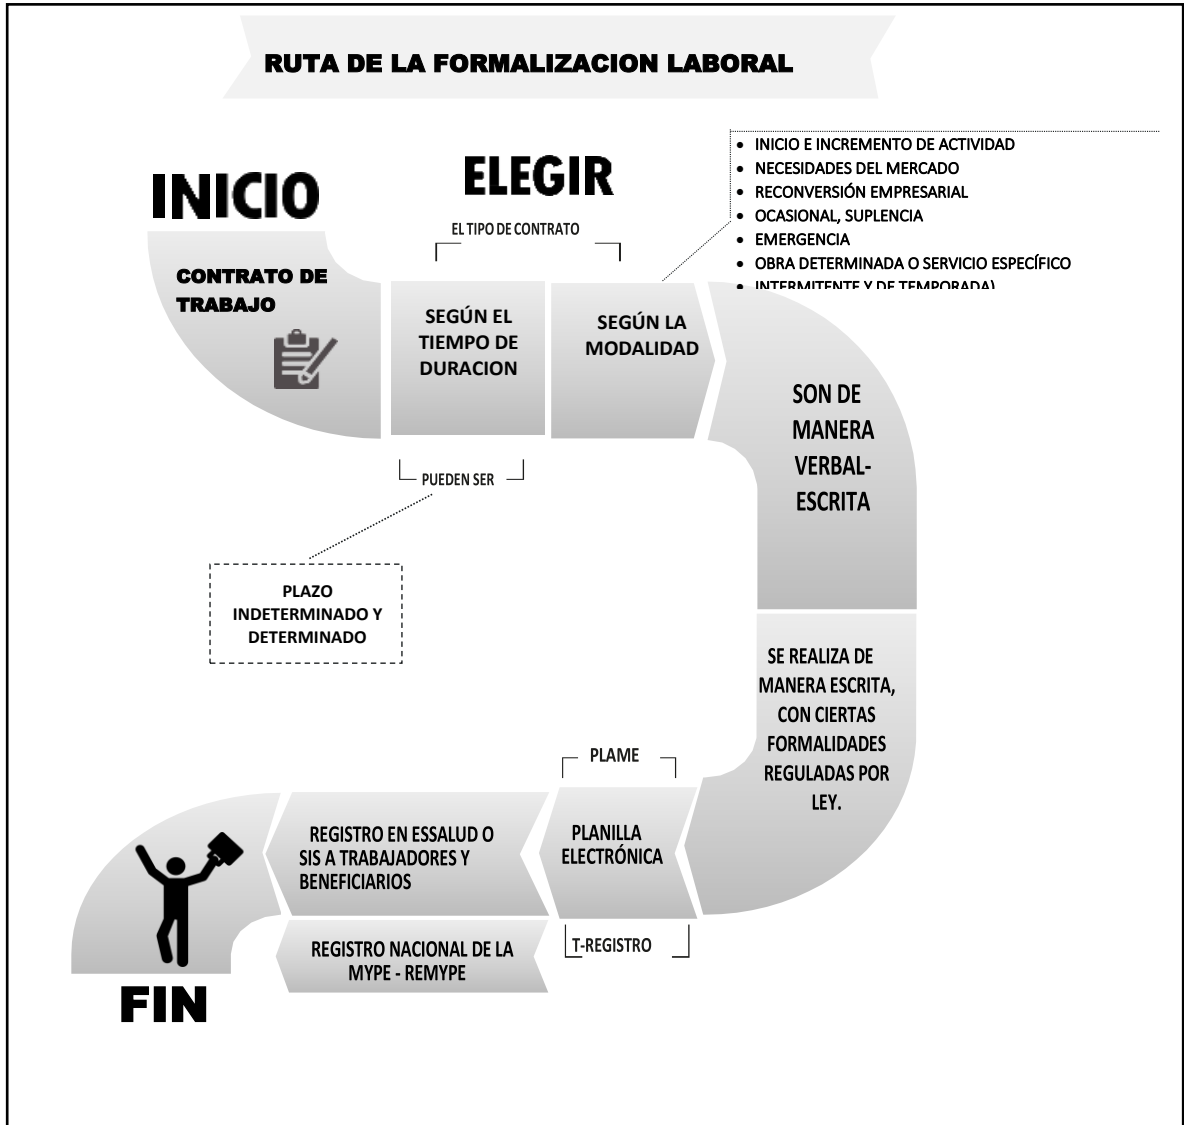 RUTA DE LA FORMALIZACION LABORAL
INICIO
CONTRATO DE
TRABAJO
ELEGIR
EL TIPO DE CONTRATO
SEGÚN EL
TIEMPO DE
DURACION
PUEDEN SER
PLAZO
INDETERMINADO Y
DETERMINADO
SEGÚN LA
MODALIDAD
• INICIO E INCREMENTO DE ACTIVIDAD
• NECESIDADES DEL MERCADO
• RECONVERSIÓN EMPRESARIAL
• OCASIONAL, SUPLENCIA
• EMERGENCIA
• OBRA DETERMINADA O SERVICIO ESPECÍFICO
• INTERMITENTE Y DE TEMPORADA)
SON DE
MANERA
VERBAL-
ESCRITA
SE REALIZA DE
MANERA ESCRITA,
CON CIERTAS
FORMALIDADES
REGULADAS POR
LEY.
PLAME
PLANILLA
ELECTRÓNICA
T-REGISTRO
REGISTRO EN ESSALUD O
SIS A TRABAJADORES Y
BENEFICIARIOS
REGISTRO NACIONAL DE LA
MYPE - REMYPE
FIN